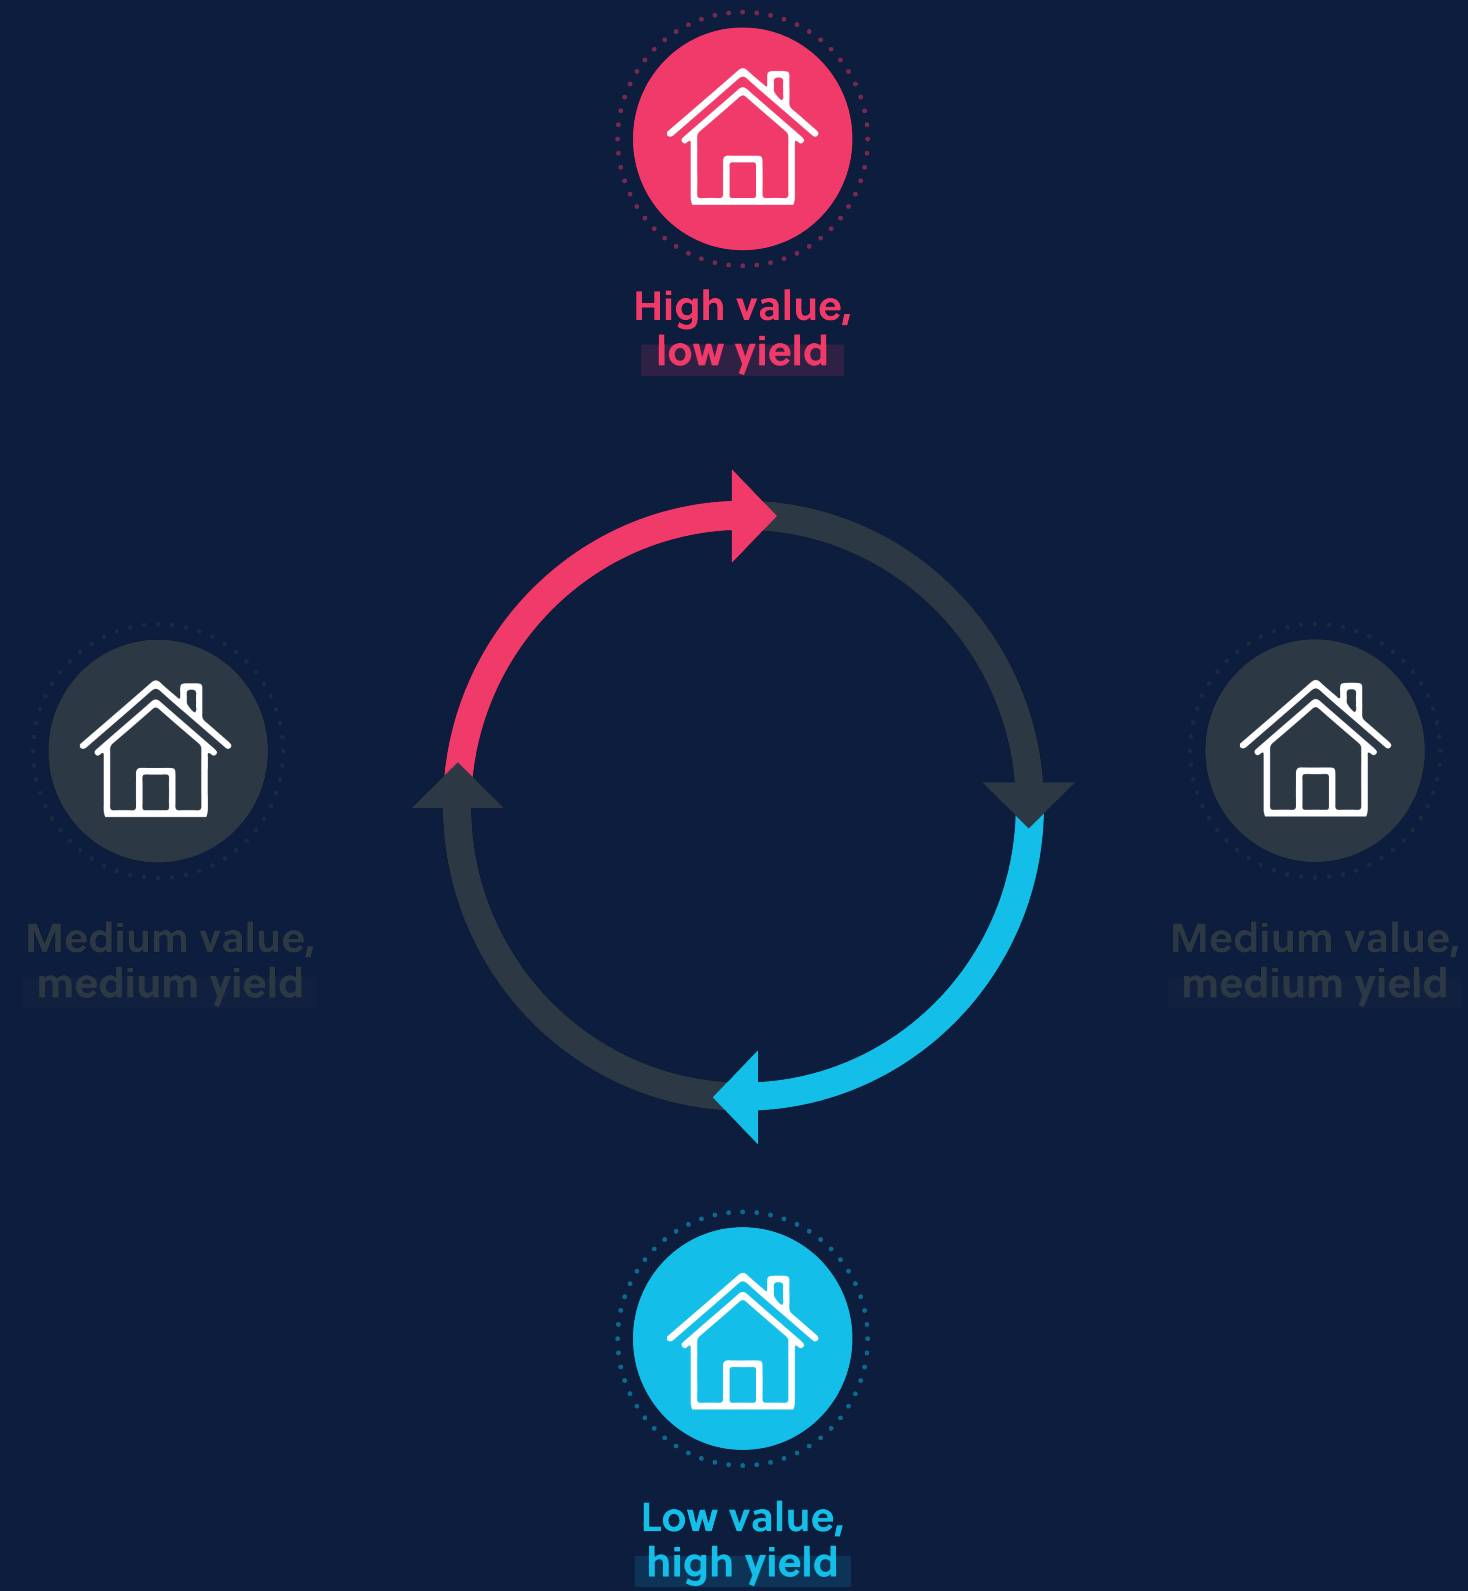 High value,
low yield
Medium value,
medium yield
Medium value,
medium yield
Low value,
high yield